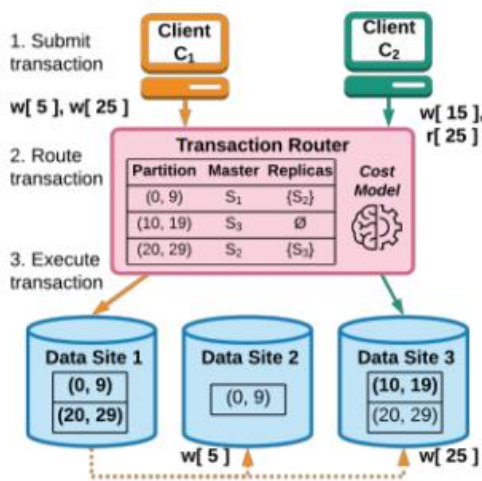 1. Submit
transaction
Client
C₁
Client
C₂
w[ 5 ], w[ 25 ]
w[ 15 ],
r[ 25 ]
2. Route
transaction
Transaction Router
Partition Master Replicas
(0, 9) S₁ {S₂}
(10, 19) S₃ Ø
(20, 29) S₂ {S₃}
Cost
Model
3. Execute
transaction
Data Site 1
(0, 9)
(20, 29)
Data Site 2
(0, 9)
Data Site 3
(10, 19)
(20, 29)
w[ 5 ]
w[ 25 ]